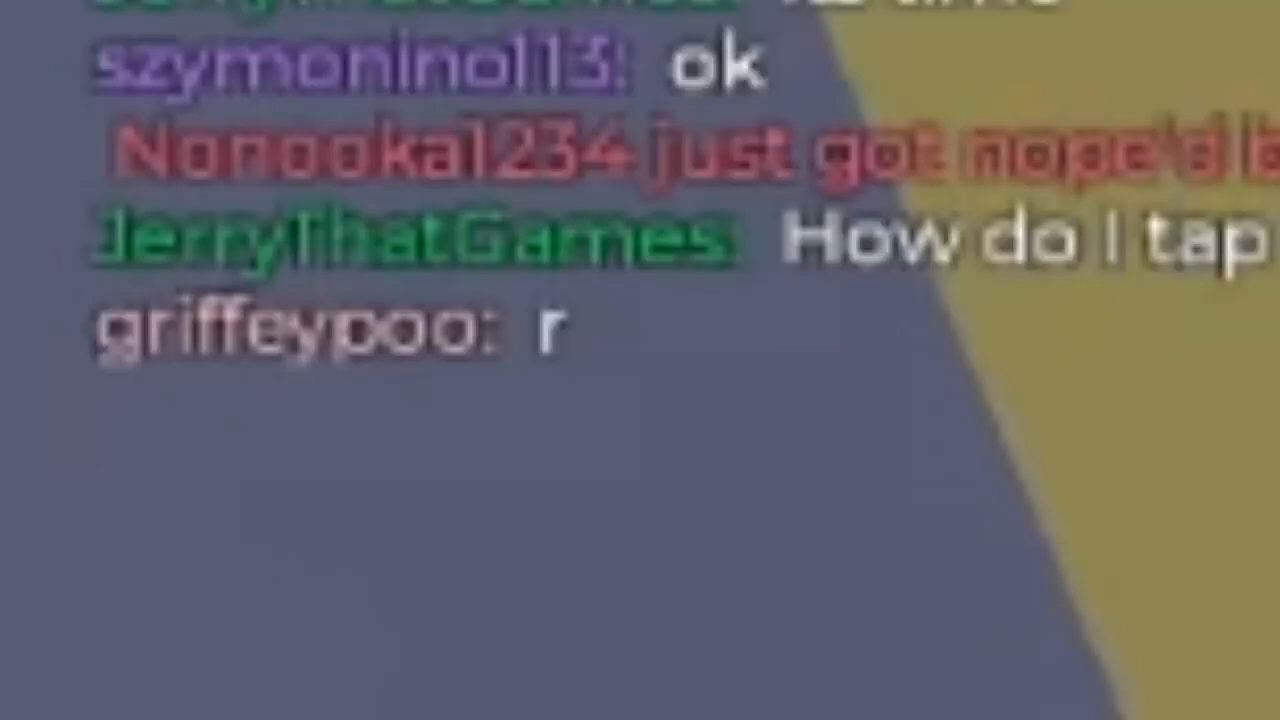 szymonino113: ok
Nonooka1234 just got nope'd
JerryThatGames: How do I tap
griffeypoo: r